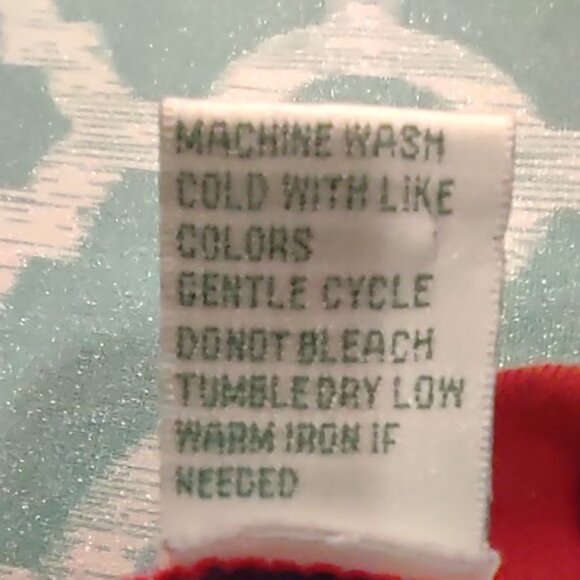 MACHINE WASH
COLD WITH LIKE
COLORS
GENTLE CYCLE
DO NOT BLEACH
TUMBLE DRY LOW
WARM IRON IF
NEEDED